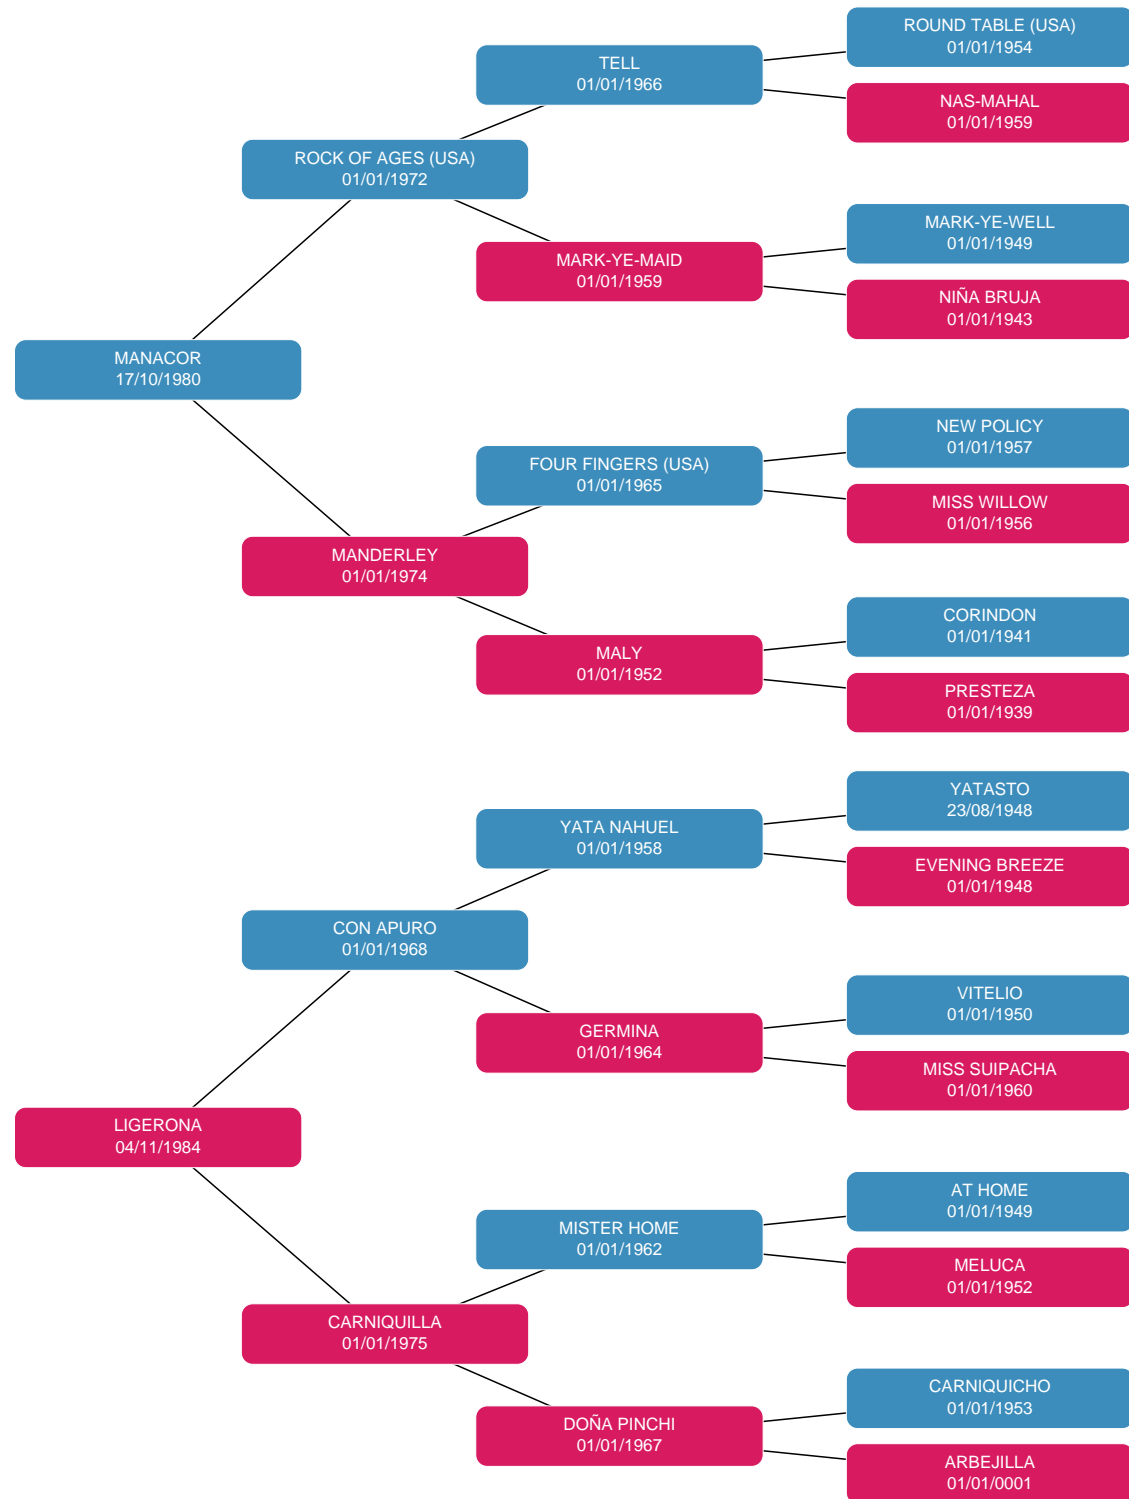 ROUND TABLE (USA)
01/01/1954
TELL
01/01/1966
NAS-MAHAL
01/01/1959
ROCK OF AGES (USA)
01/01/1972
MARK-YE-WELL
01/01/1949
MARK-YE-MAID
01/01/1959
NIÑA BRUJA
01/01/1943
MANACOR
17/10/1980
NEW POLICY
01/01/1957
FOUR FINGERS (USA)
01/01/1965
MISS WILLOW
01/01/1956
MANDERLEY
01/01/1974
CORINDON
01/01/1941
MALY
01/01/1952
PRESTEZA
01/01/1939
YATASTO
23/08/1948
YATA NAHUEL
01/01/1958
EVENING BREEZE
01/01/1948
CON APURO
01/01/1968
VITELIO
01/01/1950
GERMINA
01/01/1964
MISS SUIPACHA
01/01/1960
LIGERONA
04/11/1984
AT HOME
01/01/1949
MISTER HOME
01/01/1962
MELUCA
01/01/1952
CARNIQUILLA
01/01/1975
CARNIQUICHO
01/01/1953
DOÑA PINCHI
01/01/1967
ARBEJILLA
01/01/0001